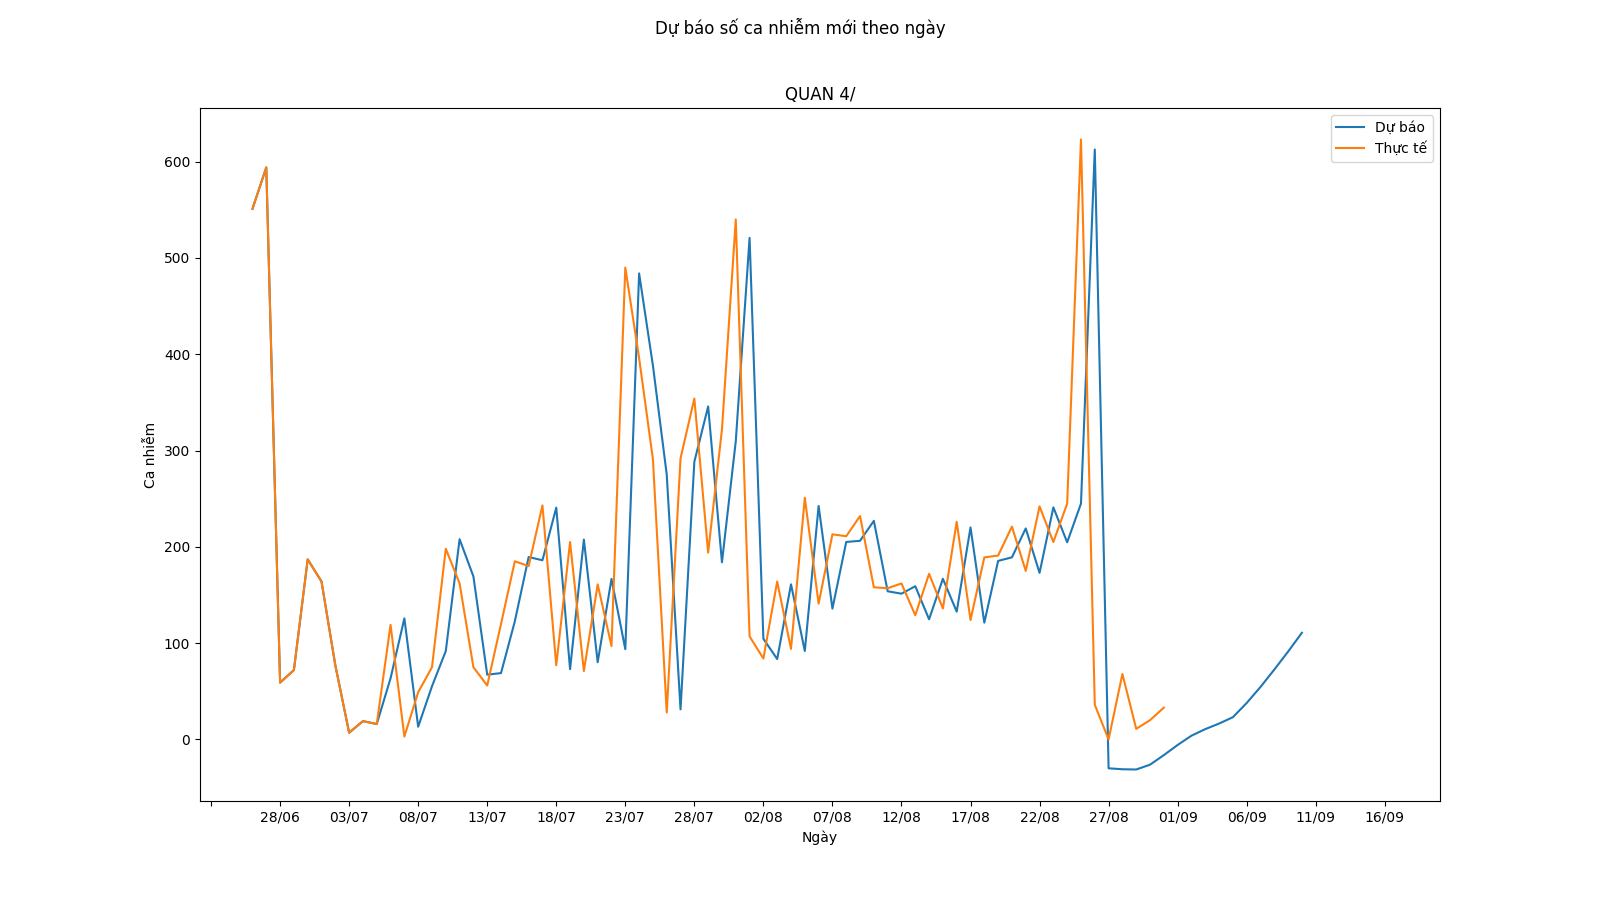 Dự báo số ca nhiễm mới theo ngày
QUAN 4/
Dự báo
Thực tế
600
500
400
300
200
100
0
Ca nhiễm
28/06 03/07 08/07 13/07 18/07 23/07 28/07 02/08 07/08 12/08 17/08 22/08 27/08 01/09 06/09 11/09 16/09
Ngày